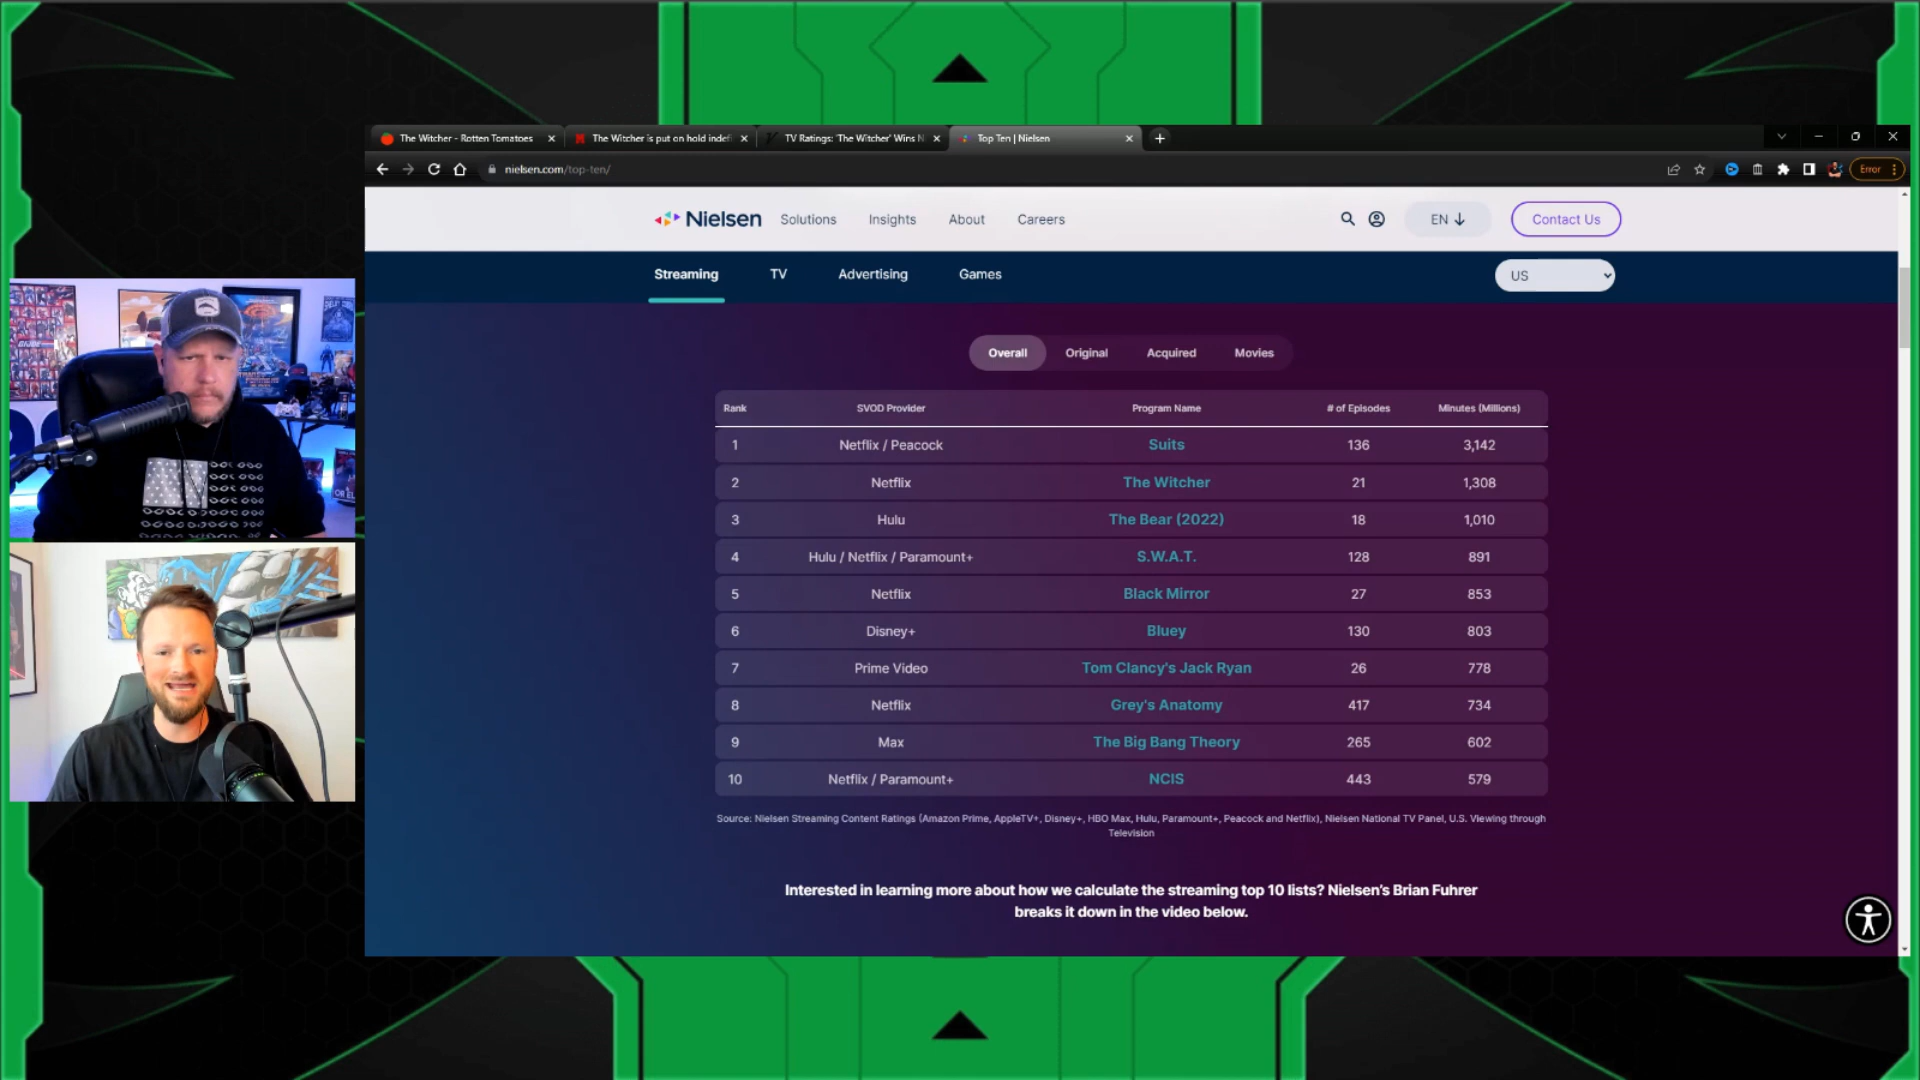 The Witcher - Rotten Tomatoes
The Witcher is put on hold indefi
TV Ratings: 'The Witcher' Wins N
Top Ten | Nielsen
nielsen.com/top-ten/
Error
Nielsen
Solutions
Insights
About
Careers
EN
Contact Us
Streaming
TV
Advertising
Games
US
Overall
Original
Acquired
Movies
Rank SVOD Provider Program Name # of Episodes Minutes (Millions)
1 Netflix / Peacock Suits 136 3,142
2 Netflix The Witcher 21 1,308
3 Hulu The Bear (2022) 18 1,010
4 Hulu / Netflix / Paramount+ S.W.A.T. 128 891
5 Netflix Black Mirror 27 853
6 Disney+ Bluey 130 803
7 Prime Video Tom Clancy's Jack Ryan 26 778
8 Netflix Grey's Anatomy 417 734
9 Max The Big Bang Theory 265 602
10 Netflix / Paramount+ NCIS 443 579
Source: Nielsen Streaming Content Ratings (Amazon Prime, AppleTV+, Disney+, HBO Max, Hulu, Paramount+, Peacock and Netflix), Nielsen National TV Panel, U.S. Viewing through
Television
Interested in learning more about how we calculate the streaming top 10 lists? Nielsen's Brian Fuhrer
breaks it down in the video below.